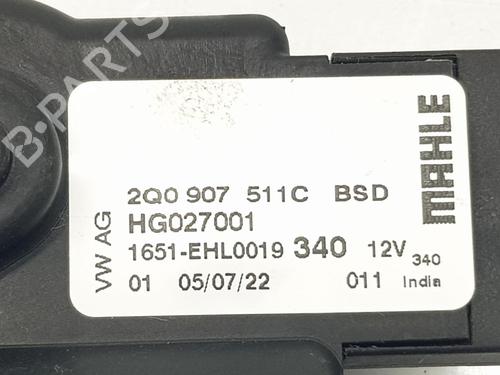 B-PARTS
2Q0 907 511C BSD
HG027001
1651-EHL0019 340 12V 340
01 05/07/22 011 India
VW AG
MAHLE